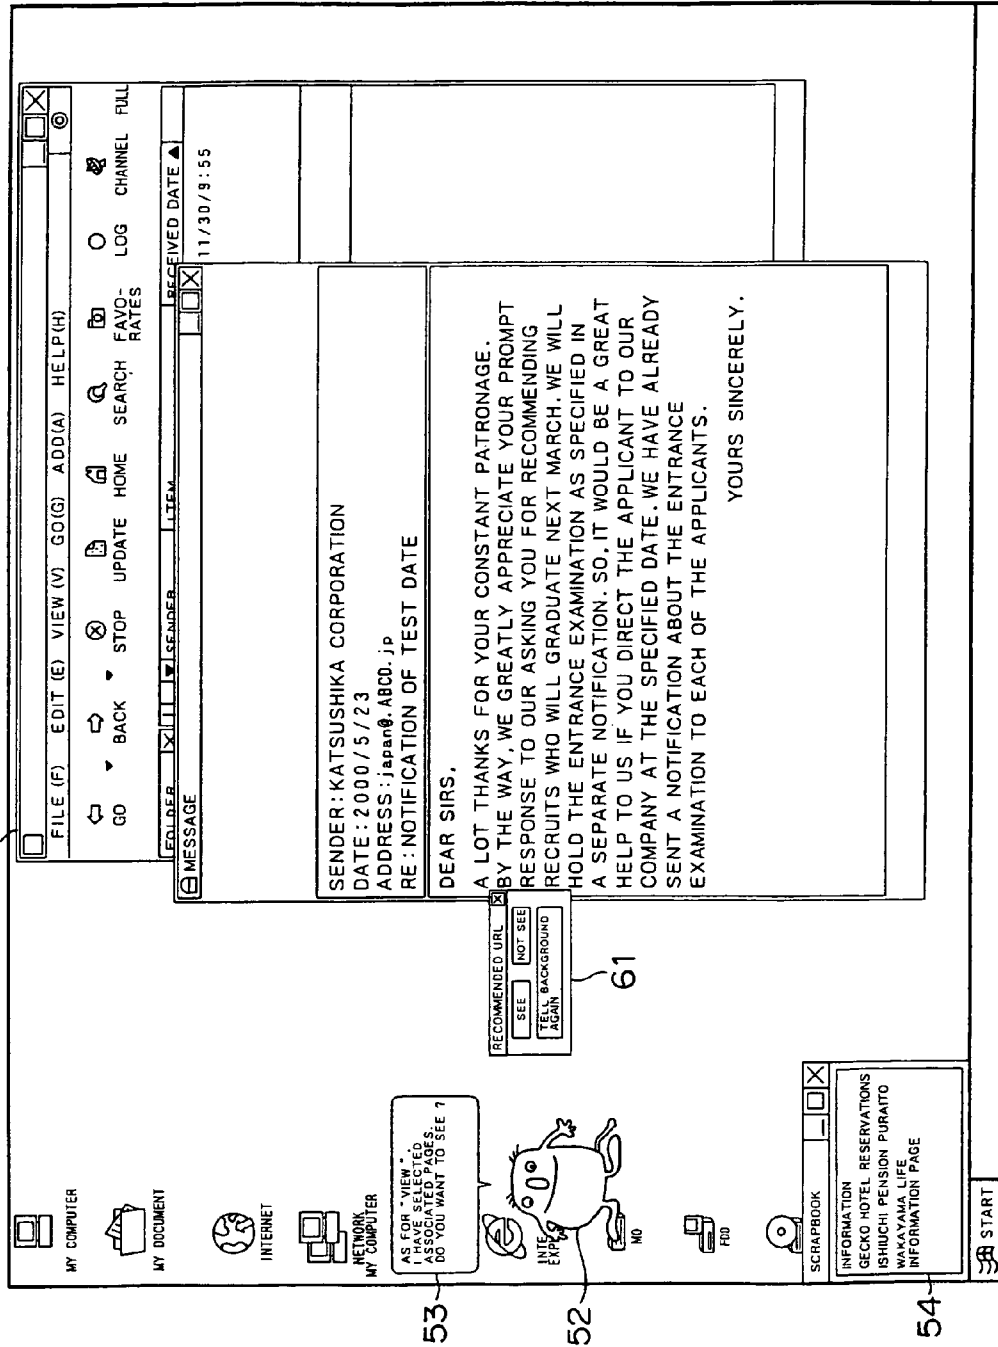 FILE (F) EDIT (E) VIEW (V) GO(G) ADD(A) HELP(H)
GO BACK STOP UPDATE HOME SEARCH FAVO-RATES LOG CHANNEL FULL
FOLDER SENDER ITEM RECEIVED DATE
11/30/9:55
MESSAGE
SENDER:KATSUSHIKA CORPORATION
DATE:2000/5/23
ADDRESS:japan@.ABCD.jp
RE:NOTIFICATION OF TEST DATE
DEAR SIRS,
A LOT THANKS FOR YOUR CONSTANT PATRONAGE.
BY THE WAY, WE GREATLY APPRECIATE YOUR PROMPT
RESPONSE TO OUR ASKING YOU FOR RECOMMENDING
RECRUITS WHO WILL GRADUATE NEXT MARCH. WE WILL
HOLD THE ENTRANCE EXAMINATION AS SPECIFIED IN
A SEPARATE NOTIFICATION. SO, IT WOULD BE A GREAT
HELP TO US IF YOU DIRECT THE APPLICANT TO OUR
COMPANY AT THE SPECIFIED DATE. WE HAVE ALREADY
SENT A NOTIFICATION ABOUT THE ENTRANCE
EXAMINATION TO EACH OF THE APPLICANTS.
YOURS SINCERELY.
RECOMMENDED URL
SEE NOT SEE
TELL BACKGROUND
AGAIN
61
MY COMPUTER
MY DOCUMENT
INTERNET
NETWORK
MY COMPUTER
AS FOR "VIEW",
I HAVE SELECTED
ASSOCIATED PAGES.
DO YOU WANT TO SEE ?
53
INTE
EXP
52
MO
FDD
SCRAPBOOK
INFORMATION
GECKO HOTEL RESERVATIONS
ISHIUCHI PENSION PURAITO
WAKAYAMA LIFE
INFORMATION PAGE
54
START